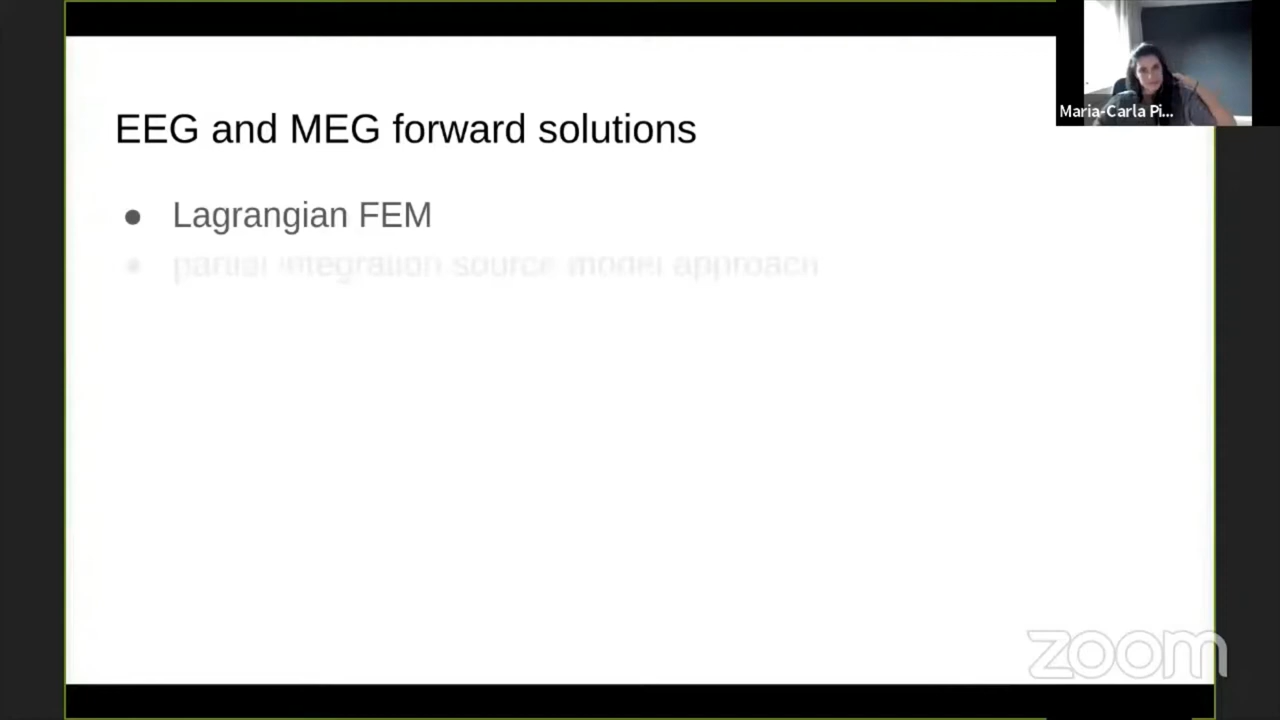 Maria-Carla Pi...
EEG and MEG forward solutions
● Lagrangian FEM
● partial integration source model approach
zoom